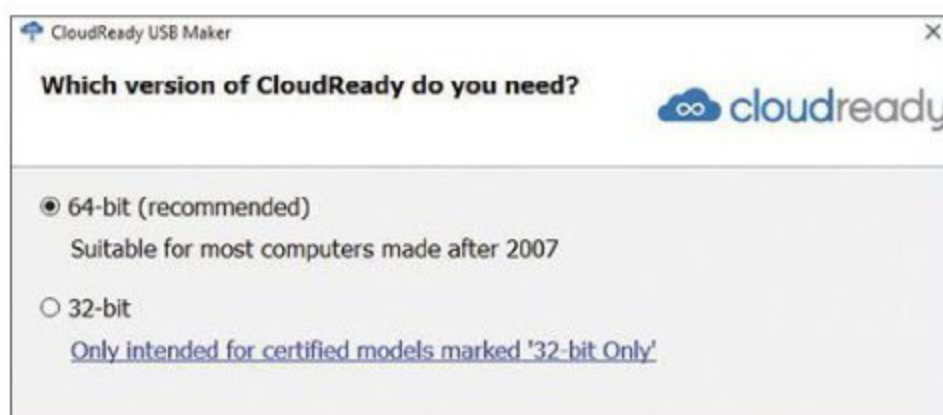 CloudReady USB Maker
Which version of CloudReady do you need?
cloudready
64-bit (recommended)
Suitable for most computers made after 2007
32-bit
Only intended for certified models marked '32-bit Only'